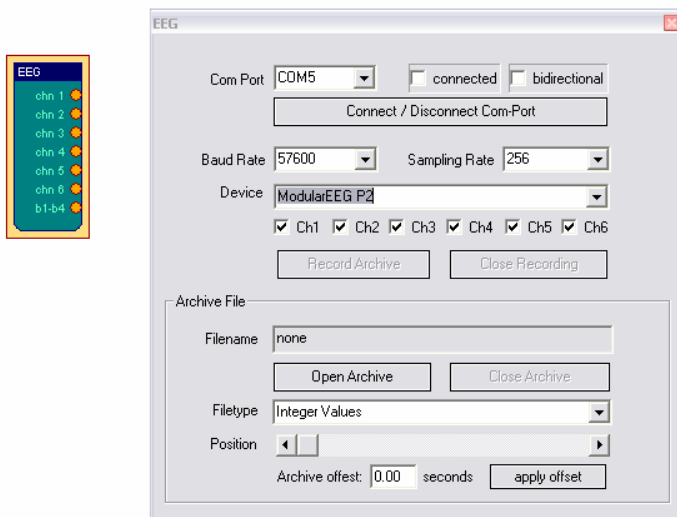 EEG
chn 1
chn 2
chn 3
chn 4
chn 5
chn 6
b1-b4
EEG
Com Port COM5 connected bidirectional
Connect / Disconnect Com-Port
Baud Rate 57600 Sampling Rate 256
Device ModularEEG P2
Ch1 Ch2 Ch3 Ch4 Ch5 Ch6
Record Archive Close Recording
Archive File
Filename none
Open Archive Close Archive
Filetype Integer Values
Position
Archive offest: 0.00 seconds apply offset